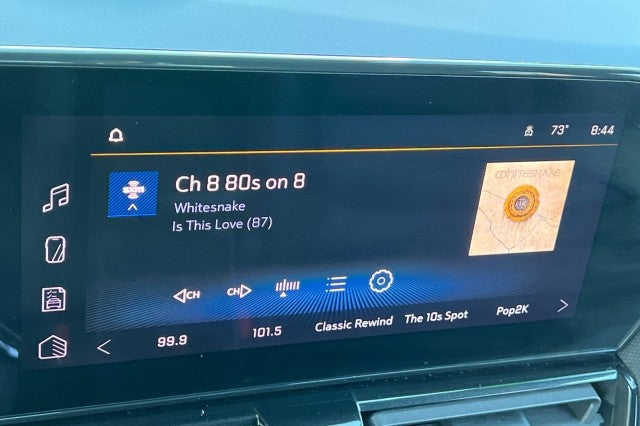 73° 8:44
Ch 8 80s on 8
Whitesnake
Is This Love (87)
WHITESNAKE
CH CH
99.9 101.5 Classic Rewind The 10s Spot Pop2K